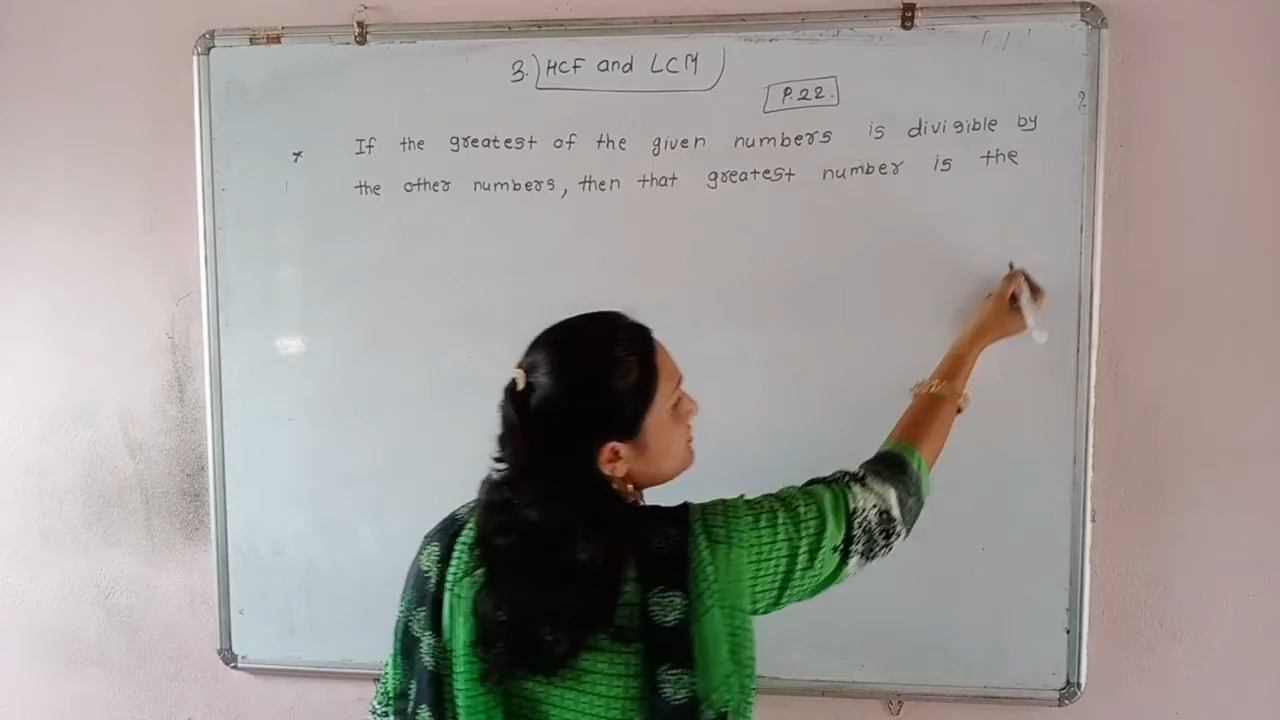 3. HCF and LCM
P.22.
* If the greatest of the given numbers is divisible by
the other numbers, then that greatest number is the